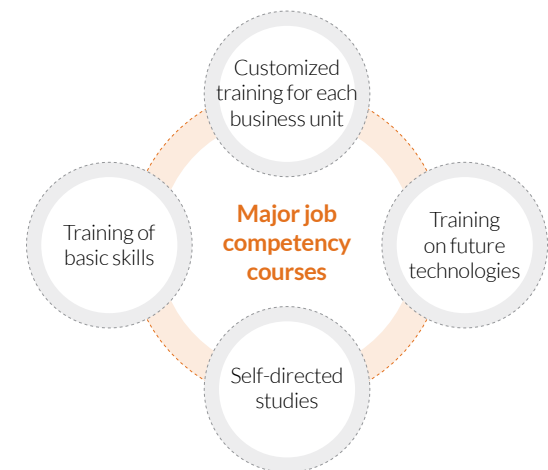 Customized
training for each
business unit
Training of
basic skills
Major job
competency
courses
Training
on future
technologies
Self-directed
studies